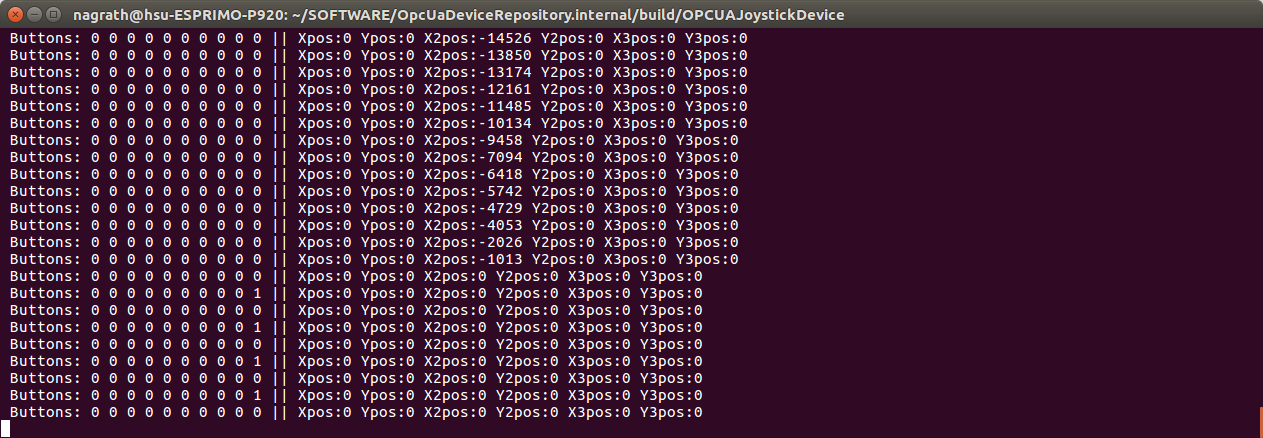 nagrath@hsu-ESPRIMO-P920: ~/SOFTWARE/OpcUaDeviceRepository.internal/build/OPCUAJoystickDevice
Buttons: 0 0 0 0 0 0 0 0 0 0 || Xpos:0 Ypos:0 X2pos:-14526 Y2pos:0 X3pos:0 Y3pos:0
Buttons: 0 0 0 0 0 0 0 0 0 0 || Xpos:0 Ypos:0 X2pos:-13850 Y2pos:0 X3pos:0 Y3pos:0
Buttons: 0 0 0 0 0 0 0 0 0 0 || Xpos:0 Ypos:0 X2pos:-13174 Y2pos:0 X3pos:0 Y3pos:0
Buttons: 0 0 0 0 0 0 0 0 0 0 || Xpos:0 Ypos:0 X2pos:-12161 Y2pos:0 X3pos:0 Y3pos:0
Buttons: 0 0 0 0 0 0 0 0 0 0 || Xpos:0 Ypos:0 X2pos:-11485 Y2pos:0 X3pos:0 Y3pos:0
Buttons: 0 0 0 0 0 0 0 0 0 0 || Xpos:0 Ypos:0 X2pos:-10134 Y2pos:0 X3pos:0 Y3pos:0
Buttons: 0 0 0 0 0 0 0 0 0 0 || Xpos:0 Ypos:0 X2pos:-9458 Y2pos:0 X3pos:0 Y3pos:0
Buttons: 0 0 0 0 0 0 0 0 0 0 || Xpos:0 Ypos:0 X2pos:-7094 Y2pos:0 X3pos:0 Y3pos:0
Buttons: 0 0 0 0 0 0 0 0 0 0 || Xpos:0 Ypos:0 X2pos:-6418 Y2pos:0 X3pos:0 Y3pos:0
Buttons: 0 0 0 0 0 0 0 0 0 0 || Xpos:0 Ypos:0 X2pos:-5742 Y2pos:0 X3pos:0 Y3pos:0
Buttons: 0 0 0 0 0 0 0 0 0 0 || Xpos:0 Ypos:0 X2pos:-4729 Y2pos:0 X3pos:0 Y3pos:0
Buttons: 0 0 0 0 0 0 0 0 0 0 || Xpos:0 Ypos:0 X2pos:-4053 Y2pos:0 X3pos:0 Y3pos:0
Buttons: 0 0 0 0 0 0 0 0 0 0 || Xpos:0 Ypos:0 X2pos:-2026 Y2pos:0 X3pos:0 Y3pos:0
Buttons: 0 0 0 0 0 0 0 0 0 0 || Xpos:0 Ypos:0 X2pos:-1013 Y2pos:0 X3pos:0 Y3pos:0
Buttons: 0 0 0 0 0 0 0 0 0 0 || Xpos:0 Ypos:0 X2pos:0 Y2pos:0 X3pos:0 Y3pos:0
Buttons: 0 0 0 0 0 0 0 0 0 1 || Xpos:0 Ypos:0 X2pos:0 Y2pos:0 X3pos:0 Y3pos:0
Buttons: 0 0 0 0 0 0 0 0 0 0 || Xpos:0 Ypos:0 X2pos:0 Y2pos:0 X3pos:0 Y3pos:0
Buttons: 0 0 0 0 0 0 0 0 0 1 || Xpos:0 Ypos:0 X2pos:0 Y2pos:0 X3pos:0 Y3pos:0
Buttons: 0 0 0 0 0 0 0 0 0 0 || Xpos:0 Ypos:0 X2pos:0 Y2pos:0 X3pos:0 Y3pos:0
Buttons: 0 0 0 0 0 0 0 0 0 1 || Xpos:0 Ypos:0 X2pos:0 Y2pos:0 X3pos:0 Y3pos:0
Buttons: 0 0 0 0 0 0 0 0 0 0 || Xpos:0 Ypos:0 X2pos:0 Y2pos:0 X3pos:0 Y3pos:0
Buttons: 0 0 0 0 0 0 0 0 0 1 || Xpos:0 Ypos:0 X2pos:0 Y2pos:0 X3pos:0 Y3pos:0
Buttons: 0 0 0 0 0 0 0 0 0 0 || Xpos:0 Ypos:0 X2pos:0 Y2pos:0 X3pos:0 Y3pos:0